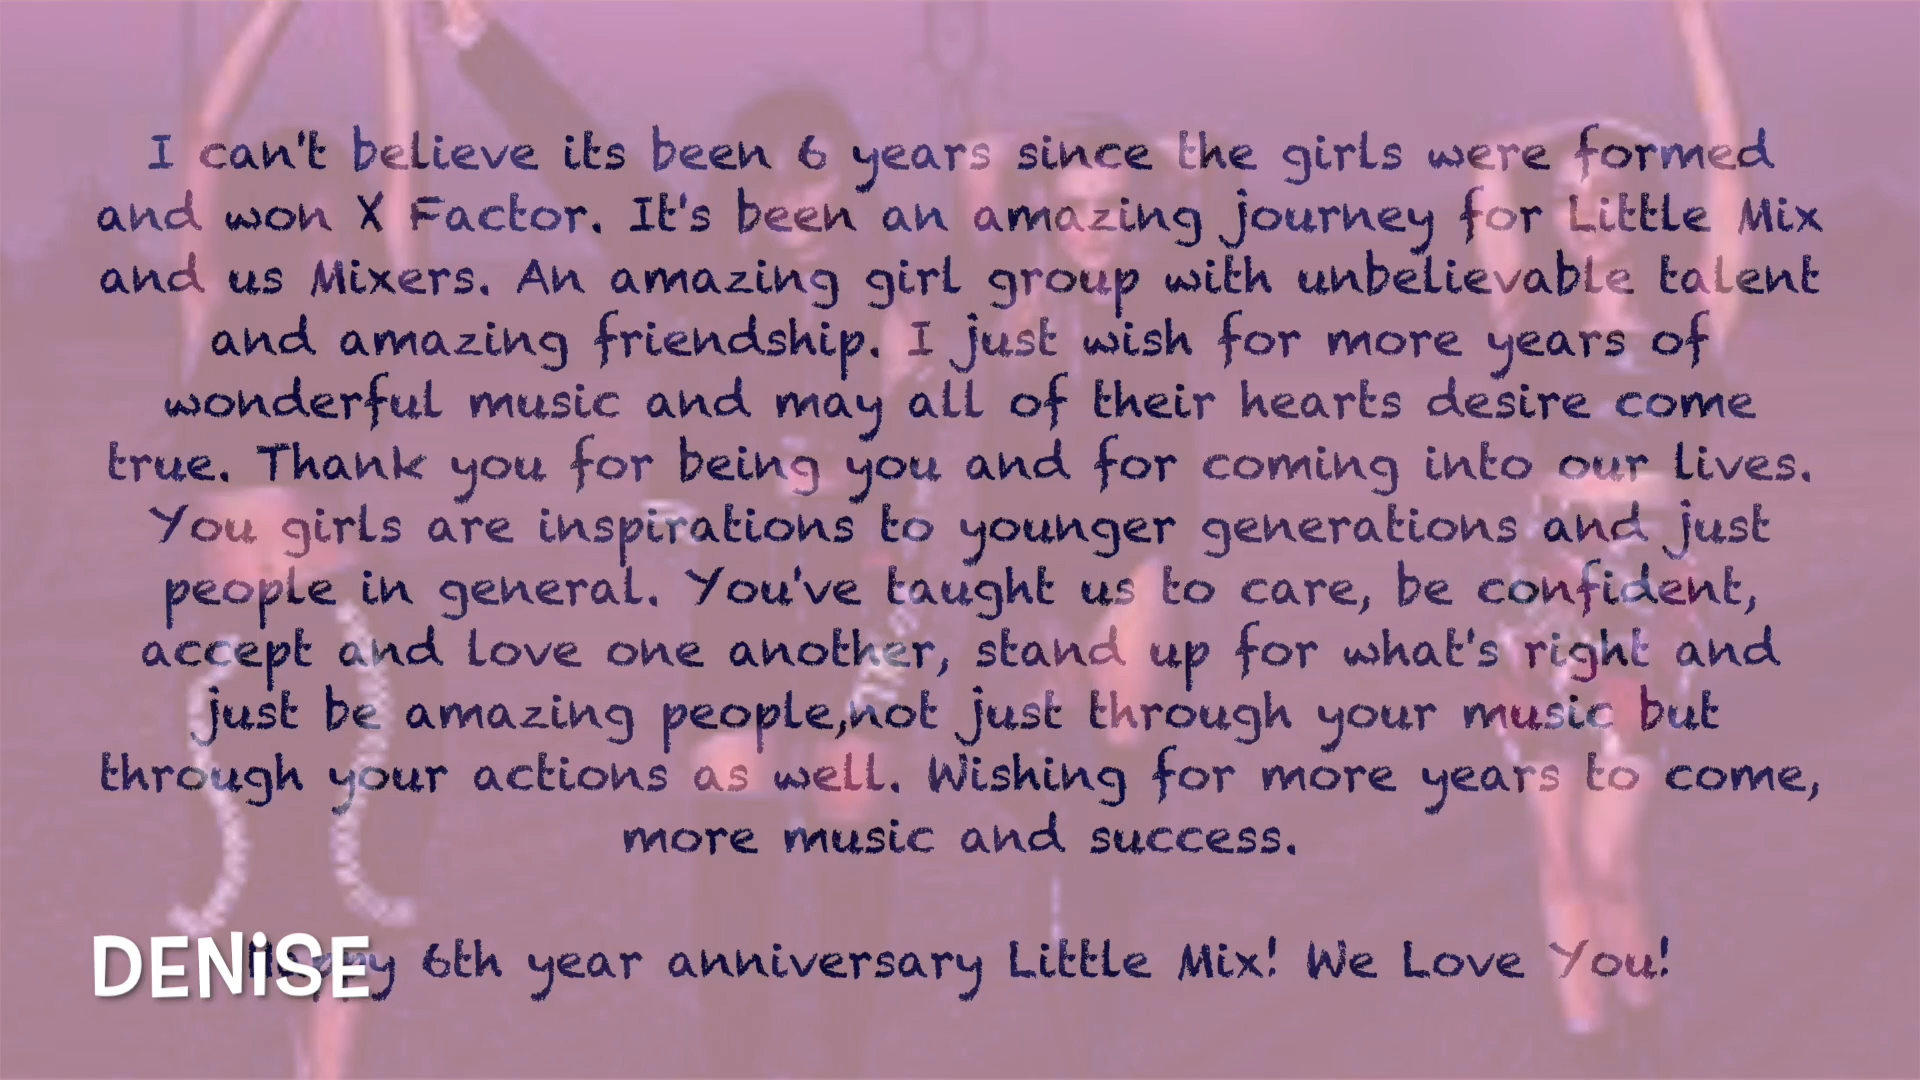 I can't believe its been 6 years since the girls were formed
and won X Factor. It's been an amazing journey for Little Mix
and us Mixers. An amazing girl group with unbelievable talent
and amazing friendship. I just wish for more years of
wonderful music and may all of their hearts desire come
true. Thank you for being you and for coming into our lives.
You girls are inspirations to younger generations and just
people in general. You've taught us to care, be confident,
accept and love one another, stand up for what's right and
just be amazing people,not just through your music but
through your actions as well. Wishing for more years to come,
more music and success.
Happy 6th year anniversary Little Mix! We Love You!
DENiSE